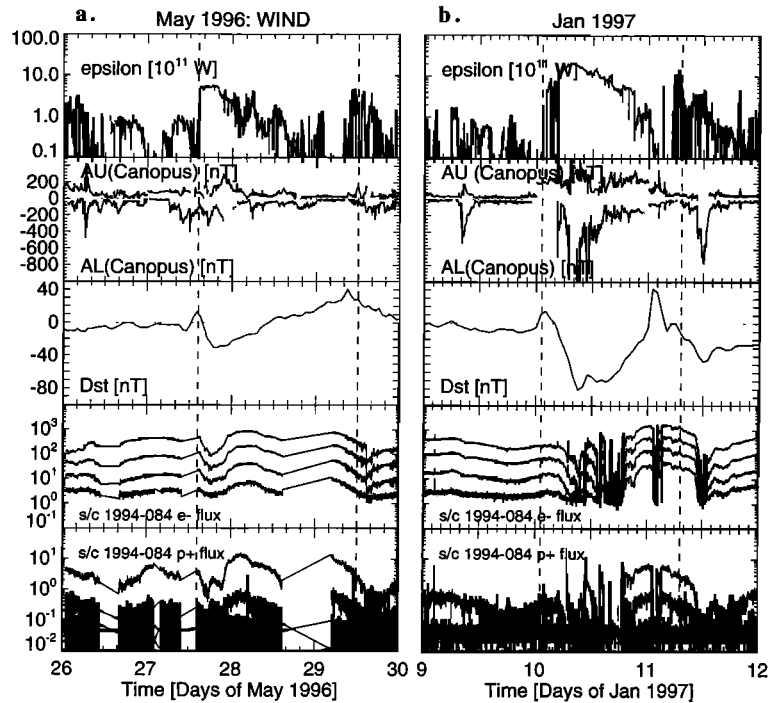 a. May 1996: WIND
100.0
10.0
1.0
0.1
epsilon [10¹¹ W]
200
0
-200
-400
-600
-800
AU(Canopus) [nT]
AL(Canopus) [nT]
40
0
-40
-80
Dst [nT]
10³
10²
10¹
10⁰
10⁻¹
s/c 1994-084 e- flux
10¹
10⁰
10⁻¹
10⁻²
s/c 1994-084 p+ flux
26 27 28 29 30
Time [Days of May 1996]
b. Jan 1997
epsilon [10¹¹ W]
AU (Canopus) [nT]
AL(Canopus) [nT]
Dst [nT]
s/c 1994-084 e- flux
s/c 1994-084 p+ flux
9 10 11 12
Time [Days of Jan 1997]